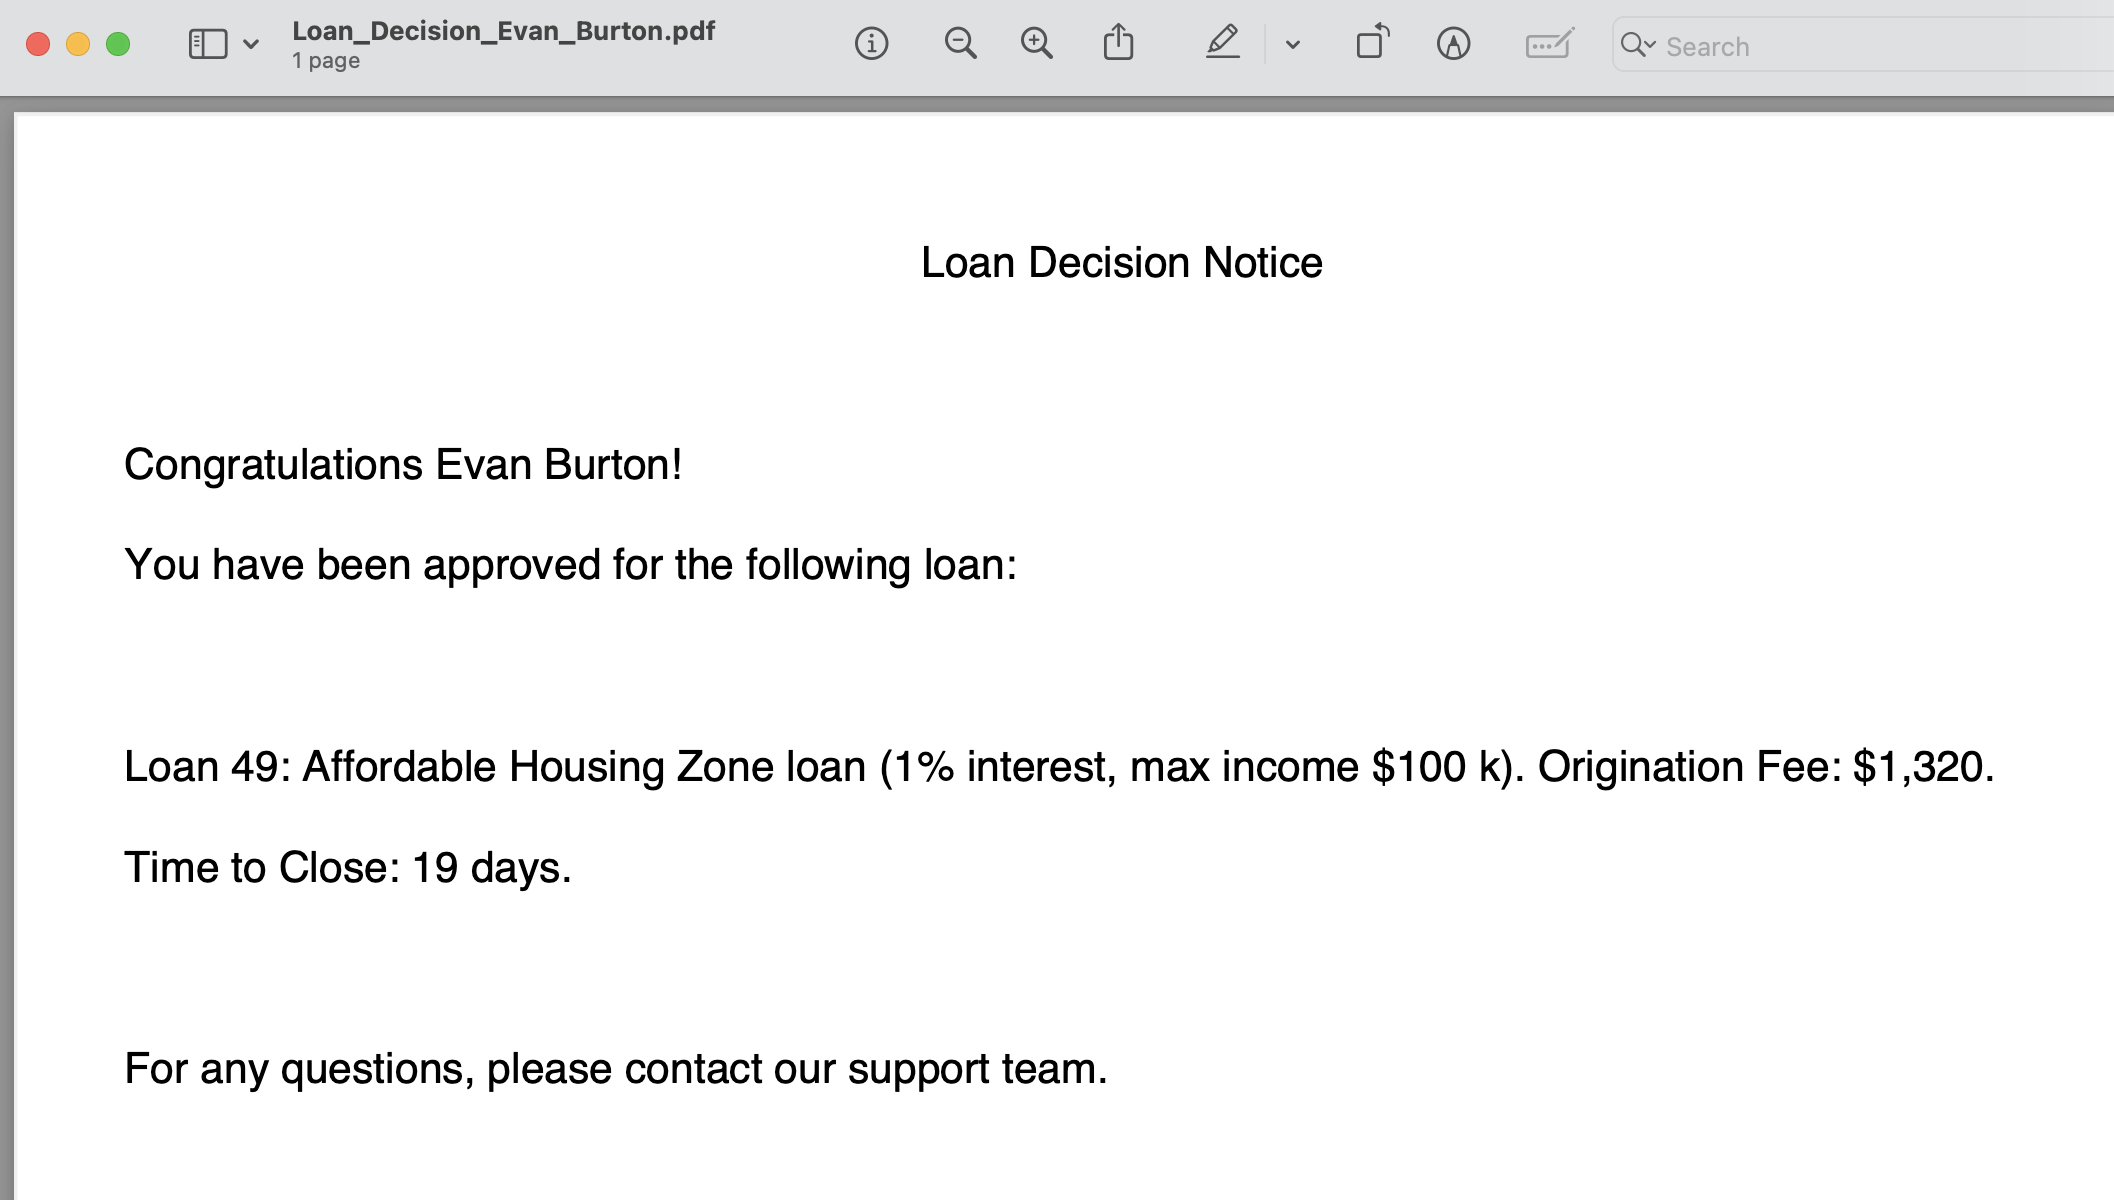 Loan_Decision_Evan_Burton.pdf
1 page
Search
Loan Decision Notice
Congratulations Evan Burton!
You have been approved for the following loan:
Loan 49: Affordable Housing Zone loan (1% interest, max income $100 k). Origination Fee: $1,320.
Time to Close: 19 days.
For any questions, please contact our support team.